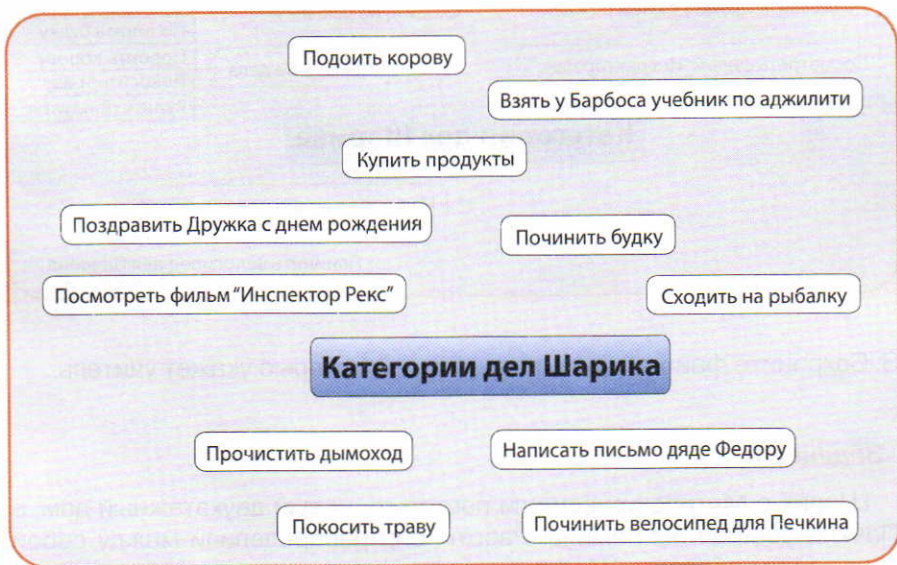 Подоить корову
Взять у Барбоса учебник по аджилити
Купить продукты
Поздравить Дружка с днем рождения
Починить будку
Посмотреть фильм "Инспектор Рекс"
Сходить на рыбалку
Категории дел Шарика
Прочистить дымоход
Написать письмо дяде Федору
Покосить траву
Починить велосипед для Печкина